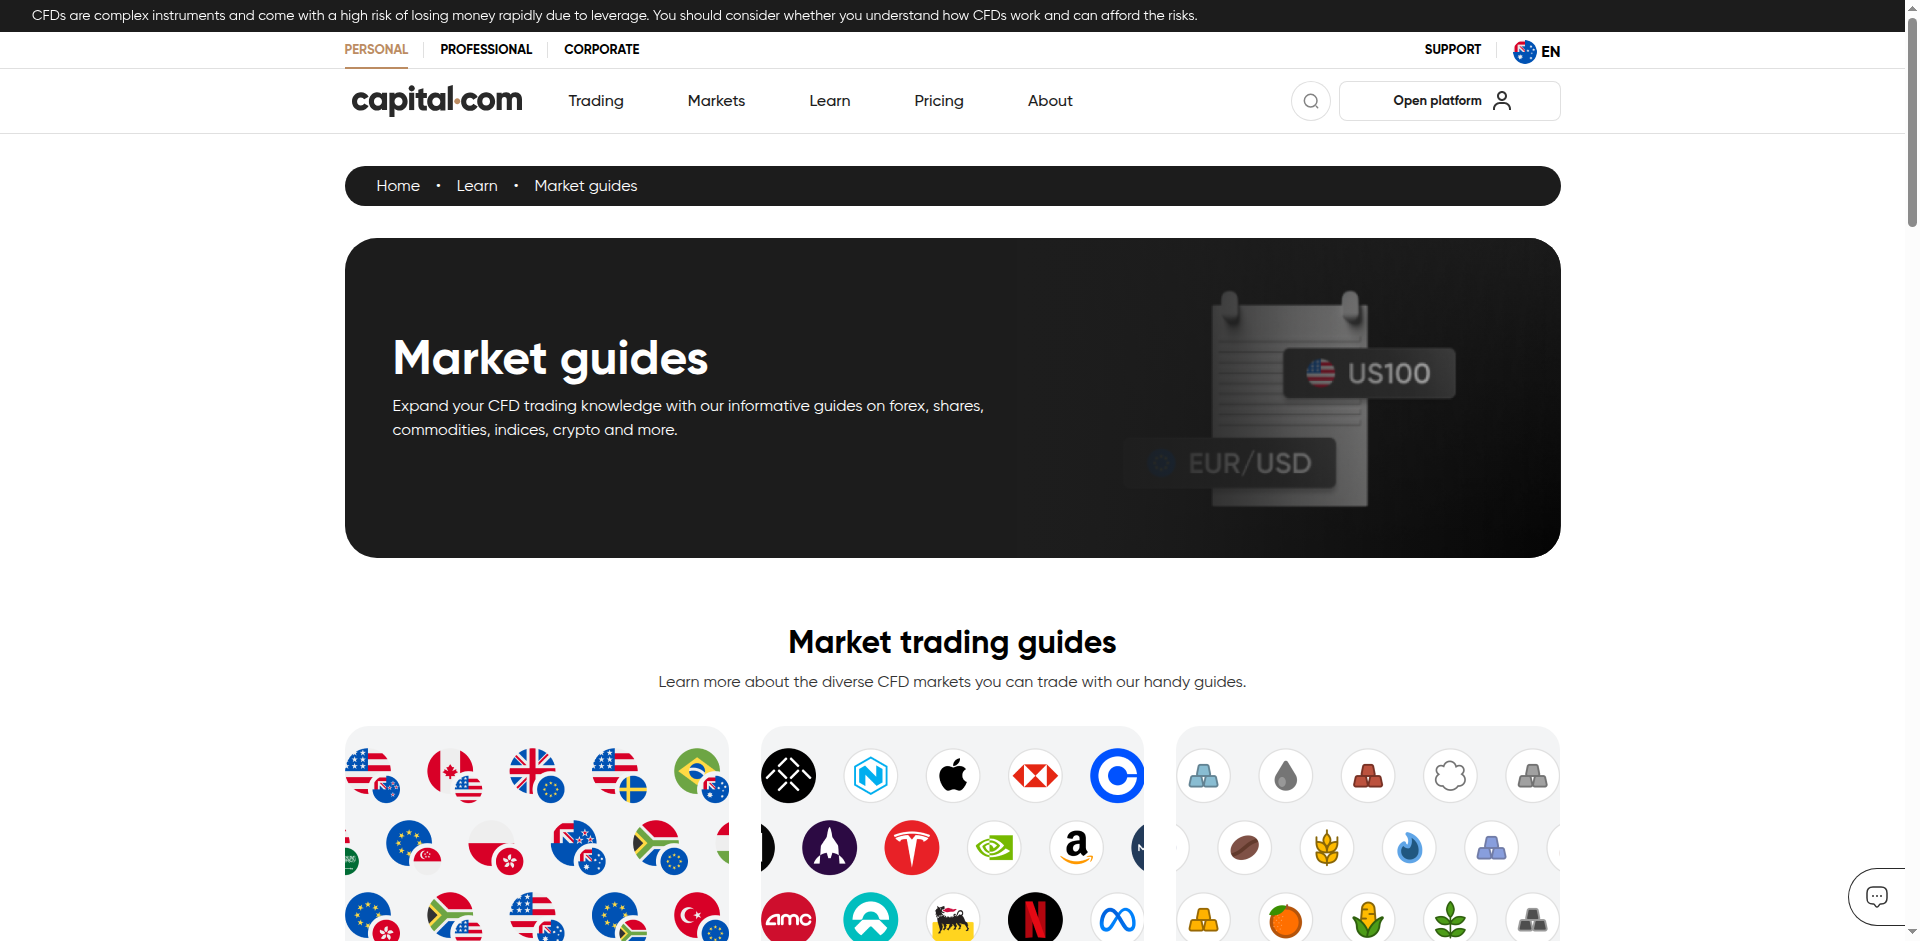 CFDs are complex instruments and come with a high risk of losing money rapidly due to leverage. You should consider whether you understand how CFDs work and can afford the risks.
PERSONAL
PROFESSIONAL
CORPORATE
SUPPORT
EN
capital.com
Trading
Markets
Learn
Pricing
About
Open platform
Home • Learn • Market guides
Market guides
Expand your CFD trading knowledge with our informative guides on forex, shares,
commodities, indices, crypto and more.
US100
EUR/USD
Market trading guides
Learn more about the diverse CFD markets you can trade with our handy guides.
a
amc
N